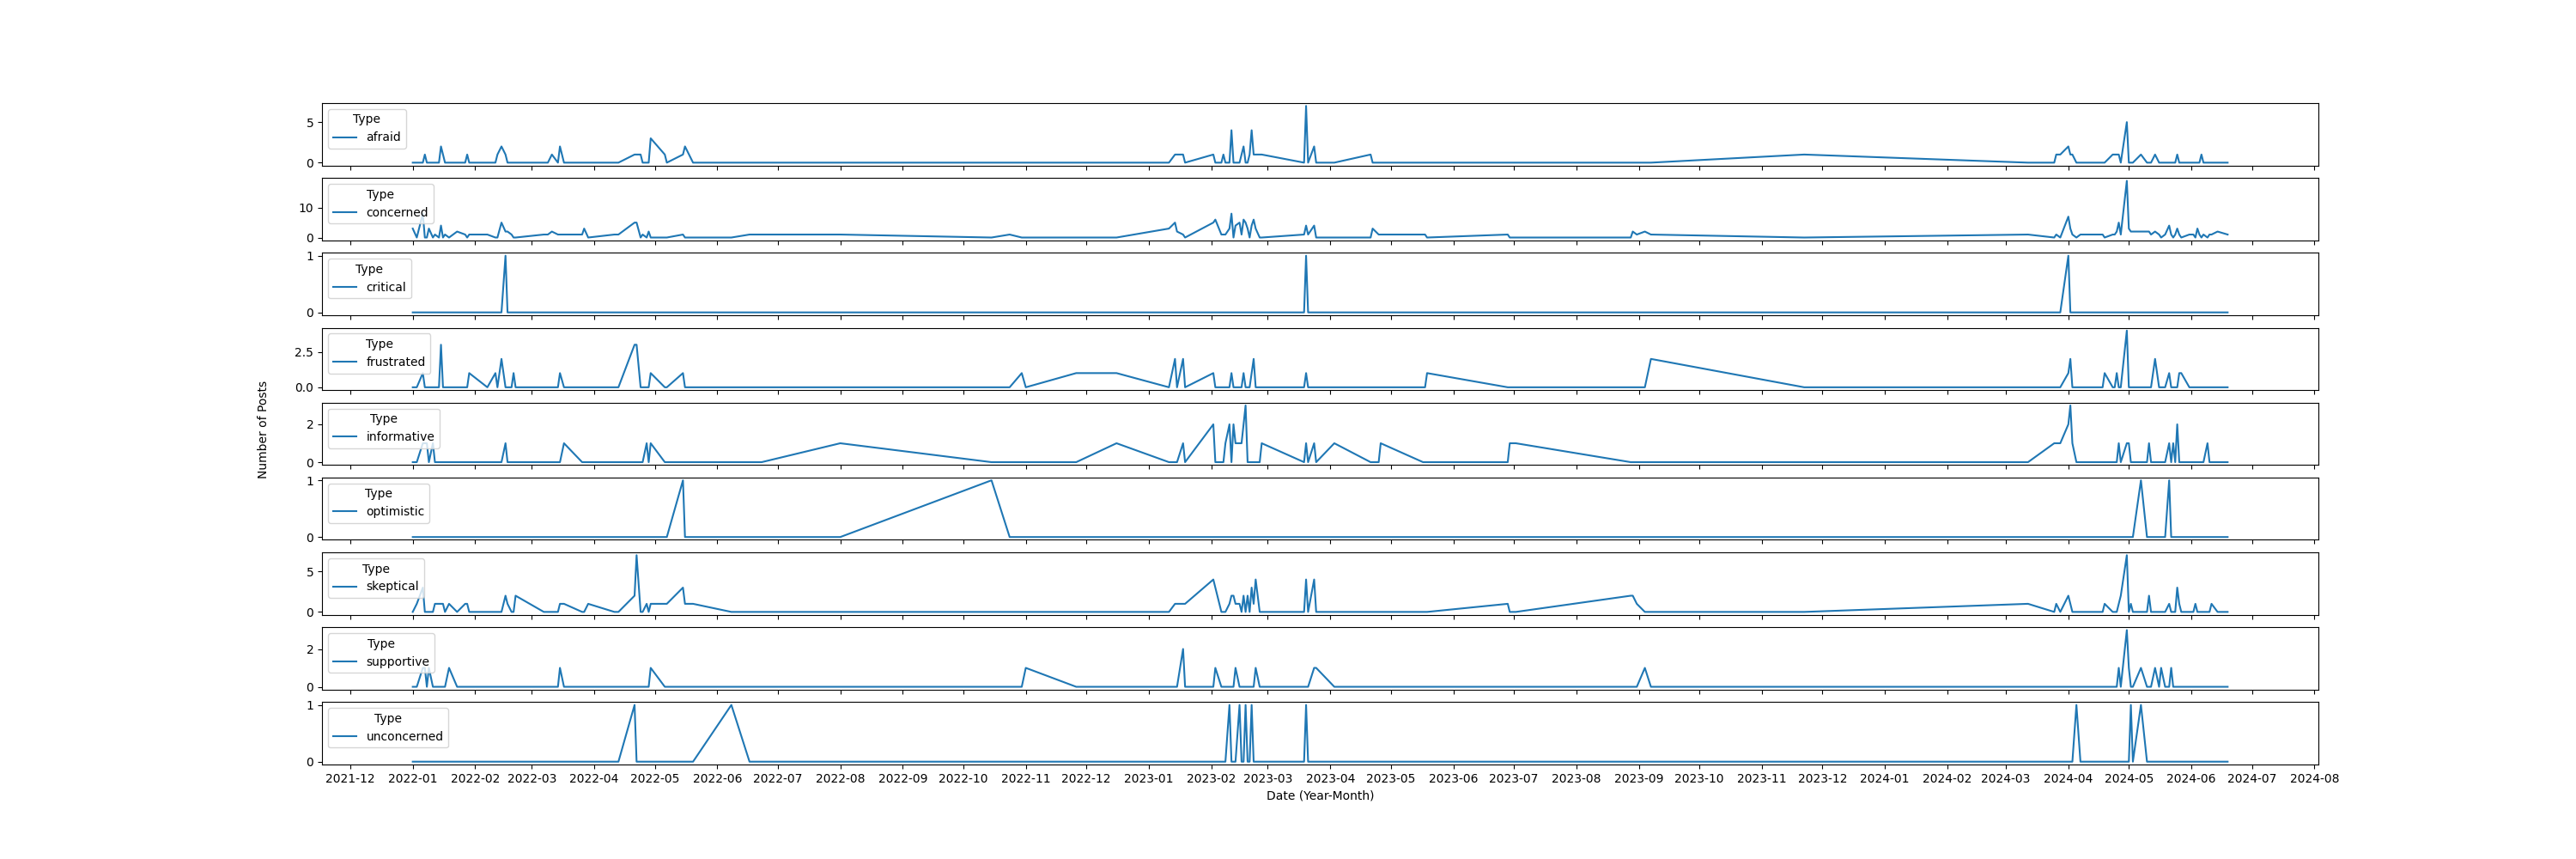 Type
afraid
5
0
Type
concerned
10
0
Type
critical
1
0
Type
frustrated
2.5
0.0
Number of Posts
Type
informative
2
0
Type
optimistic
1
0
Type
skeptical
5
0
Type
supportive
2
0
Type
unconcerned
1
0
2021-12 2022-01 2022-02 2022-03 2022-04 2022-05 2022-06 2022-07 2022-08 2022-09 2022-10 2022-11 2022-12 2023-01 2023-02 2023-03 2023-04 2023-05 2023-06 2023-07 2023-08 2023-09 2023-10 2023-11 2023-12 2024-01 2024-02 2024-03 2024-04 2024-05 2024-06 2024-07 2024-08
Date (Year-Month)